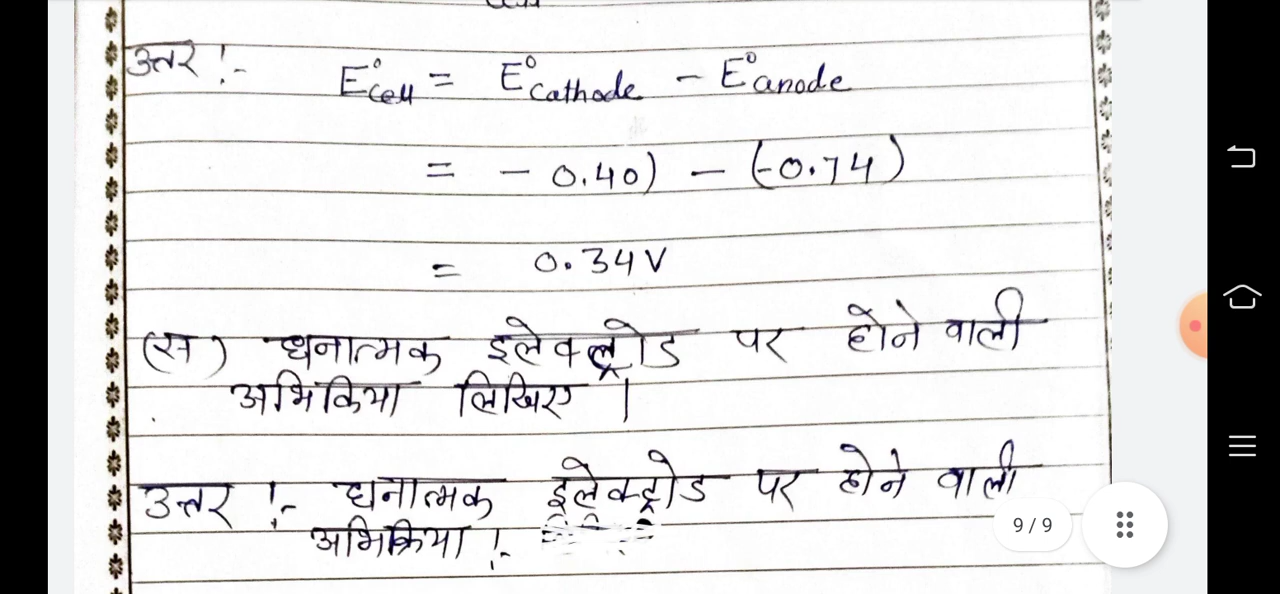 उत्तर !- E°cell = E°cathode - E°anode
= - 0.40) - (-0.74)
= 0.34V
(स) धनात्मक इलेक्ट्रोड पर होने वाली
अभिकिया लिखिए |
उत्तर !- धनात्मक इलेक्ट्रोड पर होने वाली
अभिक्रिया !-
9/9